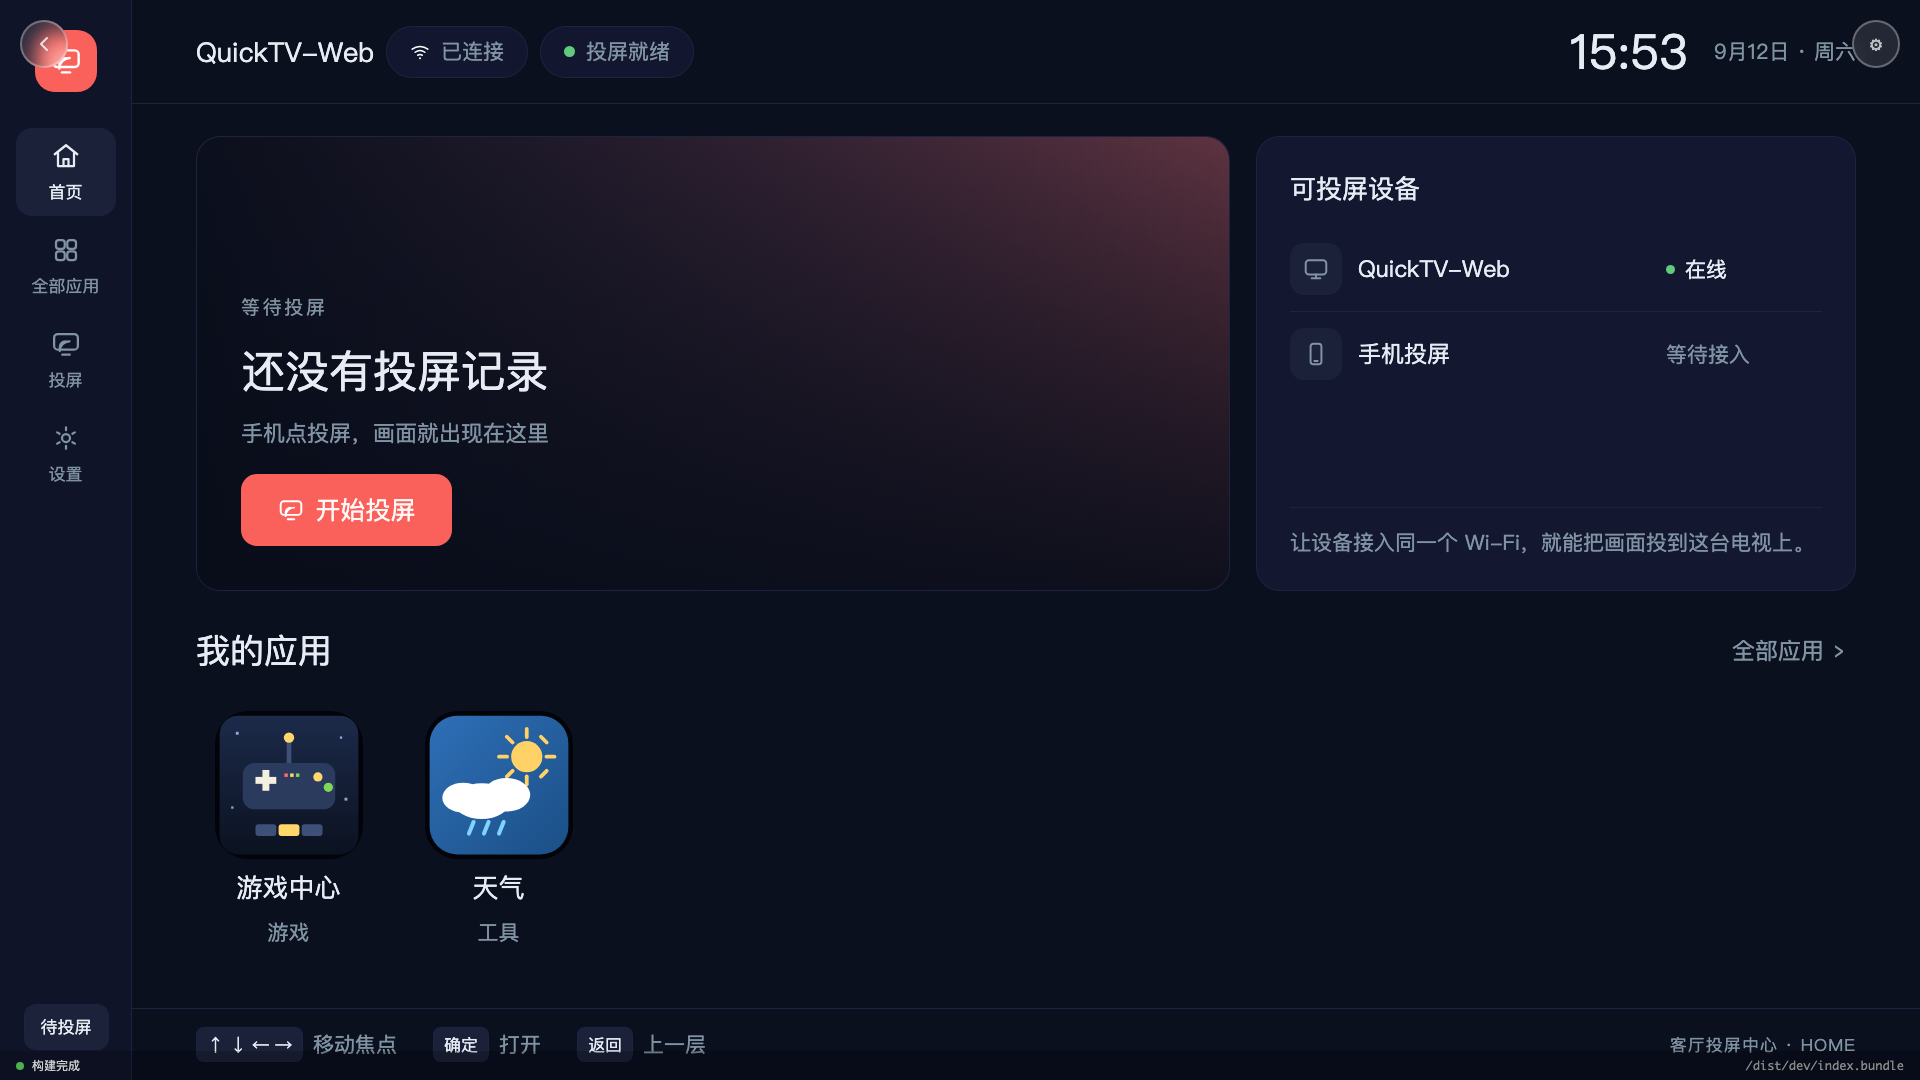 QuickTV-Web
已连接
投屏就绪
15:53
9月12日 · 周六
首页
全部应用
投屏
设置
等待投屏
还没有投屏记录
手机点投屏，画面就出现在这里
开始投屏
可投屏设备
QuickTV-Web
在线
手机投屏
等待接入
让设备接入同一个 Wi-Fi，就能把画面投到这台电视上。
我的应用
全部应用 >
游戏中心
游戏
天气
工具
待投屏
构建完成
↑ ↓ ← → 移动焦点
确定 打开
返回 上一层
客厅投屏中心 · HOME
/dist/dev/index.bundle